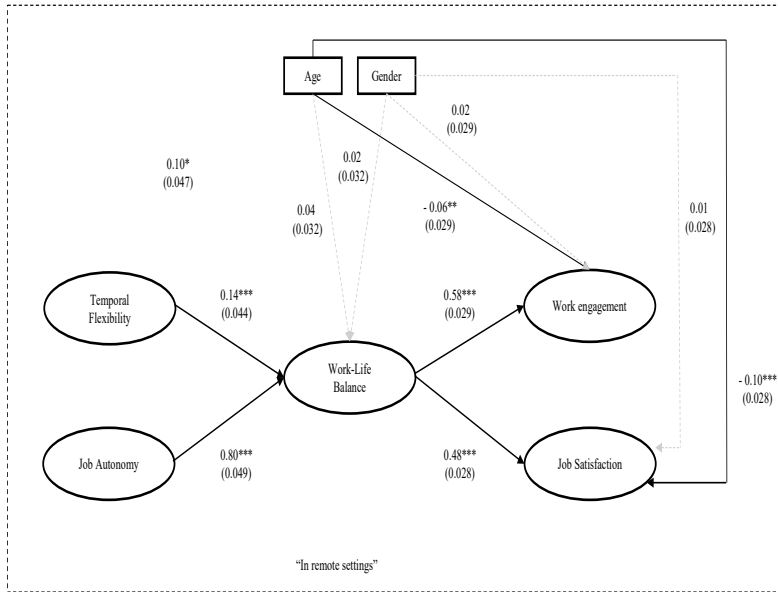 Age
Gender
0.02
(0.029)
0.10*
(0.047)
0.02
(0.032)
0.04
(0.032)
- 0.06**
(0.029)
0.01
(0.028)
Temporal
Flexibility
0.14***
(0.044)
0.58***
(0.029)
Work engagement
Work-Life
Balance
- 0.10***
(0.028)
Job Autonomy
0.80***
(0.049)
0.48***
(0.028)
Job Satisfaction
“In remote settings”